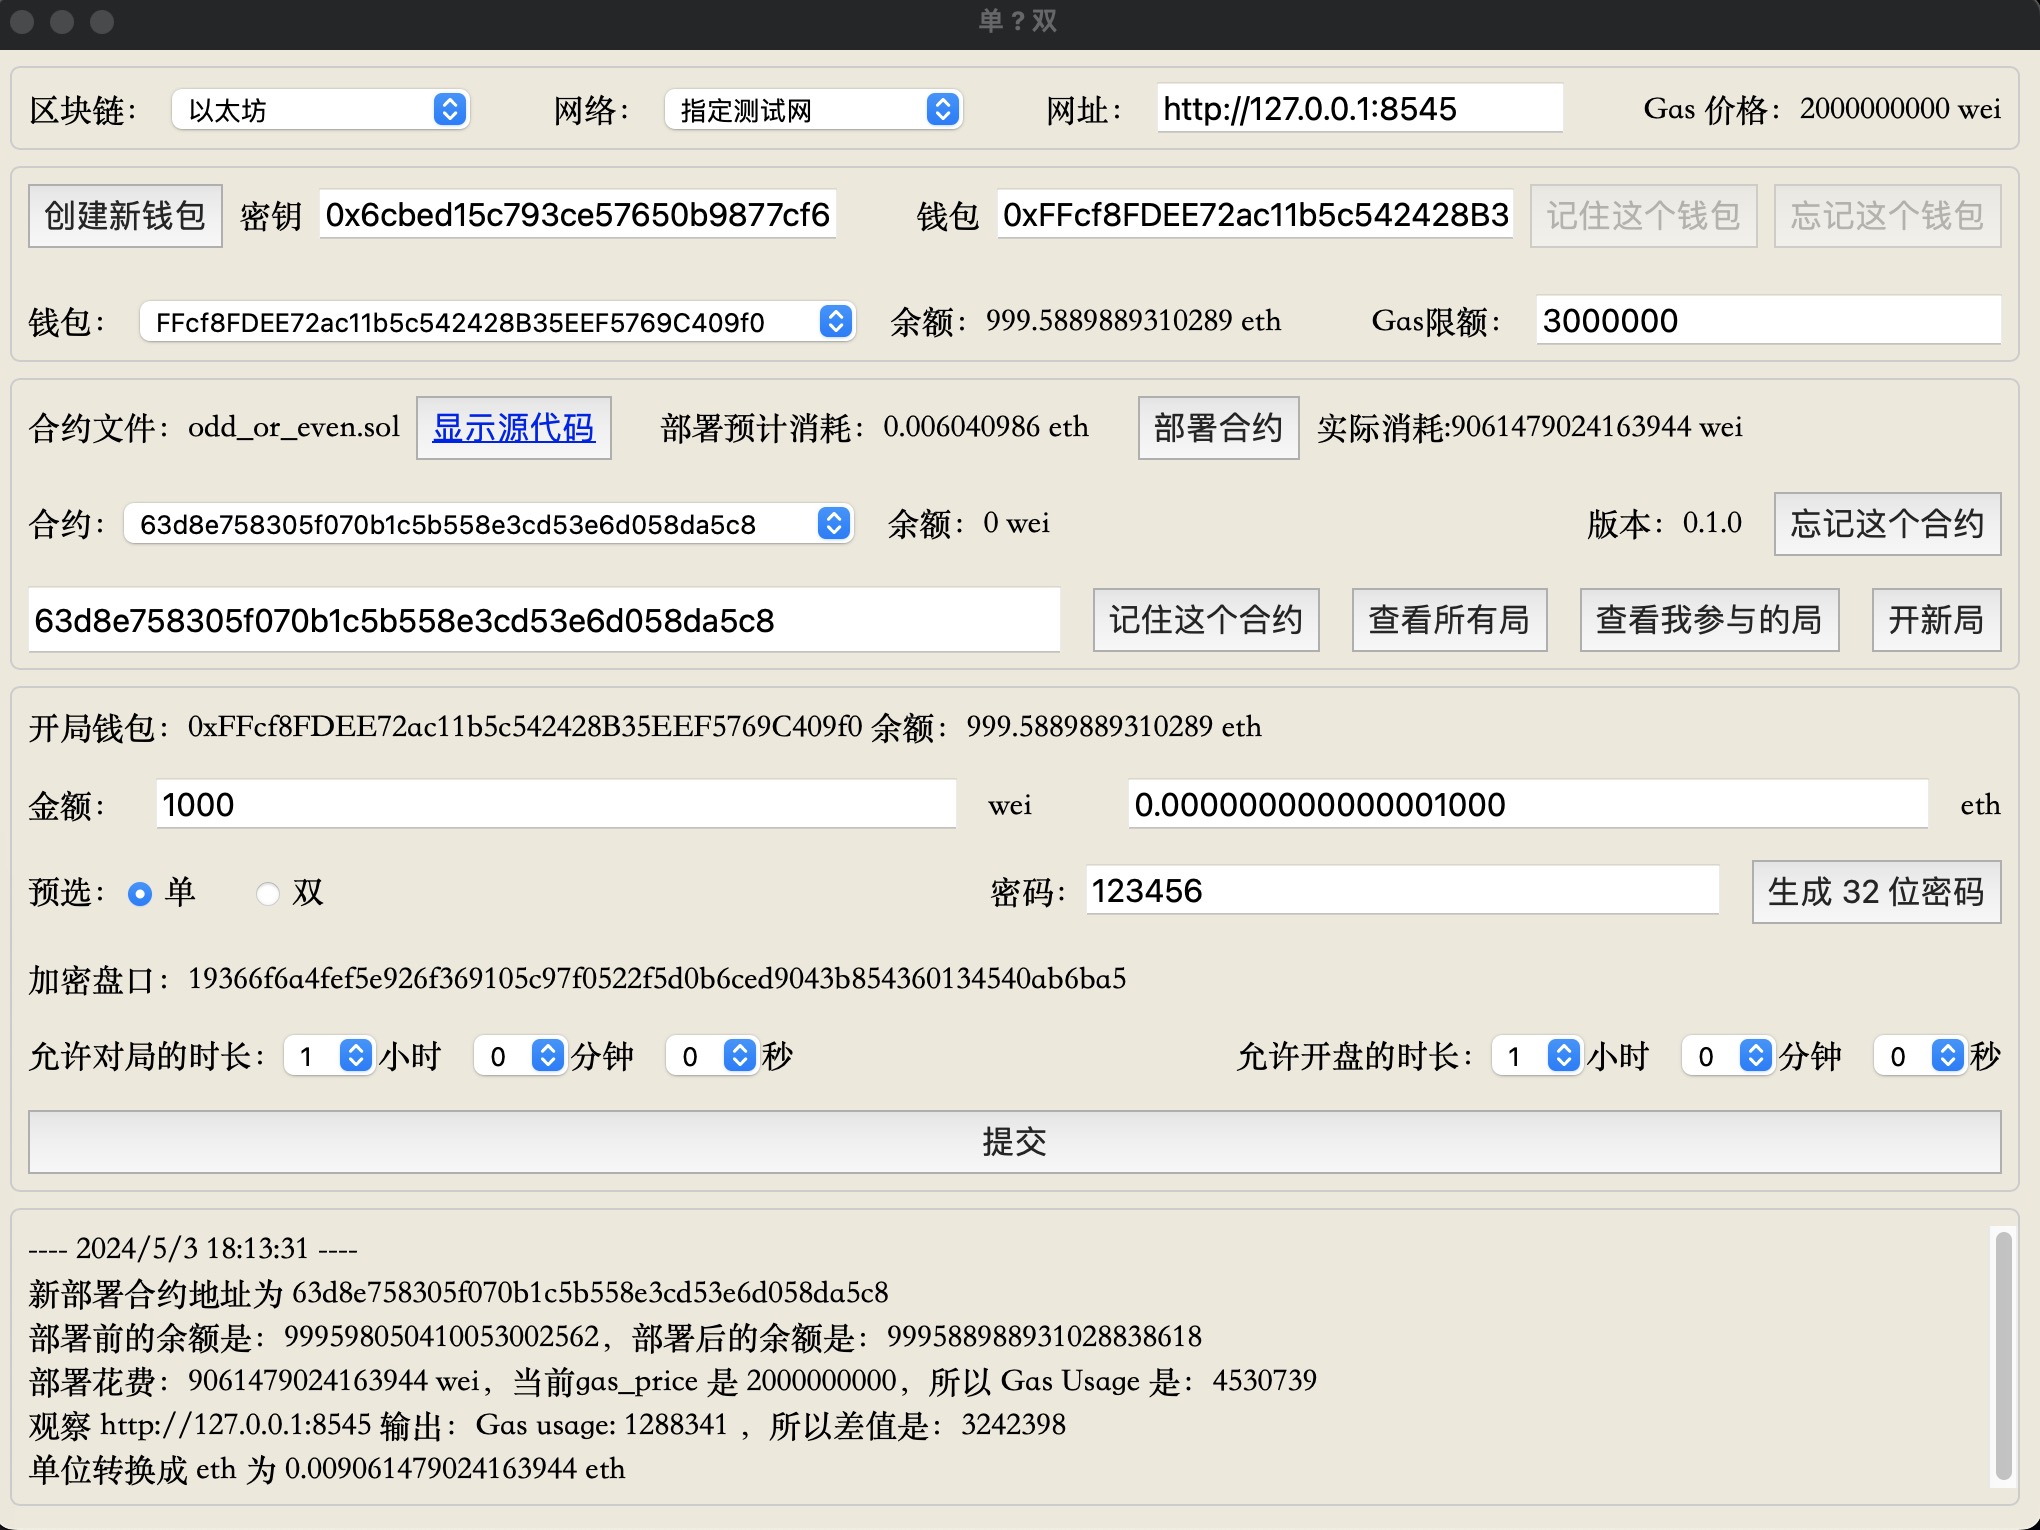 单 ? 双
区块链： 以太坊 网络： 指定测试网 网址： http://127.0.0.1:8545 Gas 价格： 2000000000 wei
创建新钱包 密钥 0x6cbed15c793ce57650b9877cf6 钱包 0xFFcf8FDEE72ac11b5c542428B3 记住这个钱包 忘记这个钱包
钱包： FFcf8FDEE72ac11b5c542428B35EEF5769C409f0 余额： 999.5889889310289 eth Gas限额： 3000000
合约文件： odd_or_even.sol 显示源代码 部署预计消耗： 0.006040986 eth 部署合约 实际消耗:9061479024163944 wei
合约： 63d8e758305f070b1c5b558e3cd53e6d058da5c8 余额： 0 wei 版本： 0.1.0 忘记这个合约
63d8e758305f070b1c5b558e3cd53e6d058da5c8 记住这个合约 查看所有局 查看我参与的局 开新局
开局钱包： 0xFFcf8FDEE72ac11b5c542428B35EEF5769C409f0 余额： 999.5889889310289 eth
金额： 1000 wei 0.000000000000001000 eth
预选： 单 双 密码： 123456 生成 32 位密码
加密盘口： 19366f6a4fef5e926f369105c97f0522f5d0b6ced9043b854360134540ab6ba5
允许对局的时长： 1 小时 0 分钟 0 秒 允许开盘的时长： 1 小时 0 分钟 0 秒
提交
---- 2024/5/3 18:13:31 ----
新部署合约地址为 63d8e758305f070b1c5b558e3cd53e6d058da5c8
部署前的余额是： 999598050410053002562，部署后的余额是： 999588988931028838618
部署花费： 9061479024163944 wei，当前gas_price 是 2000000000，所以 Gas Usage 是： 4530739
观察 http://127.0.0.1:8545 输出： Gas usage: 1288341 ，所以差值是： 3242398
单位转换成 eth 为 0.009061479024163944 eth